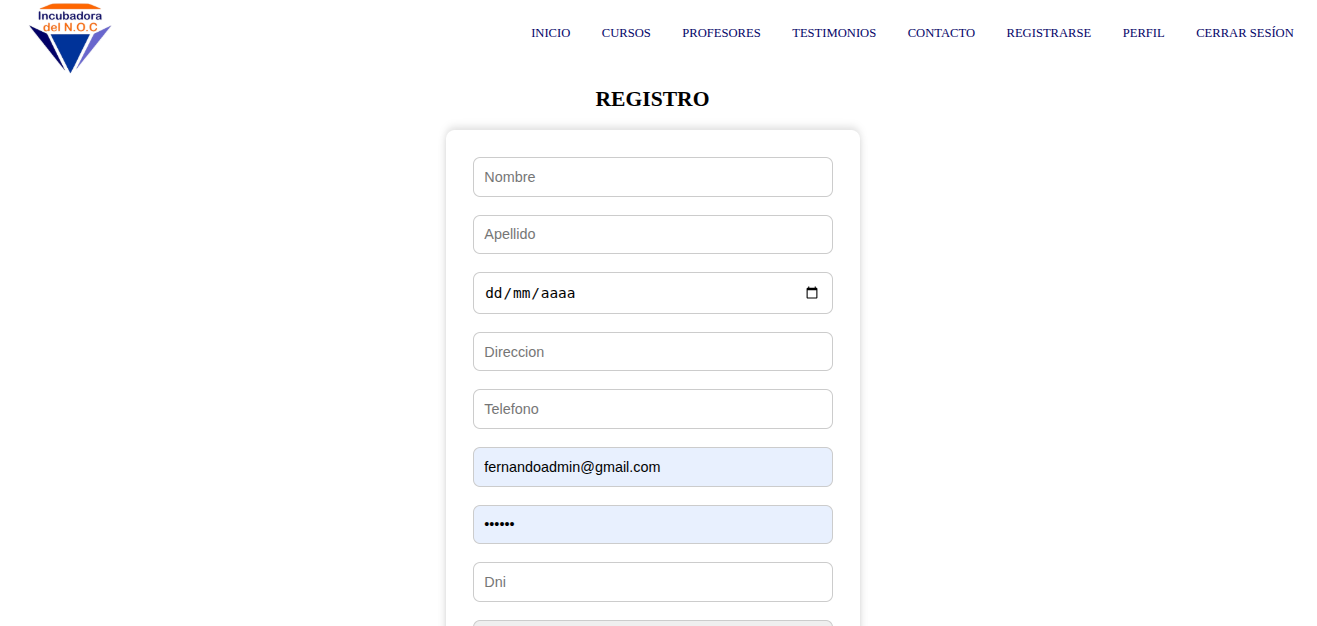 Incubadora
del N.O.C
INICIO CURSOS PROFESORES TESTIMONIOS CONTACTO REGISTRARSE PERFIL CERRAR SESÍON
REGISTRO
Nombre
Apellido
dd/mm/aaaa
Direccion
Telefono
fernandoadmin@gmail.com
••••••
Dni